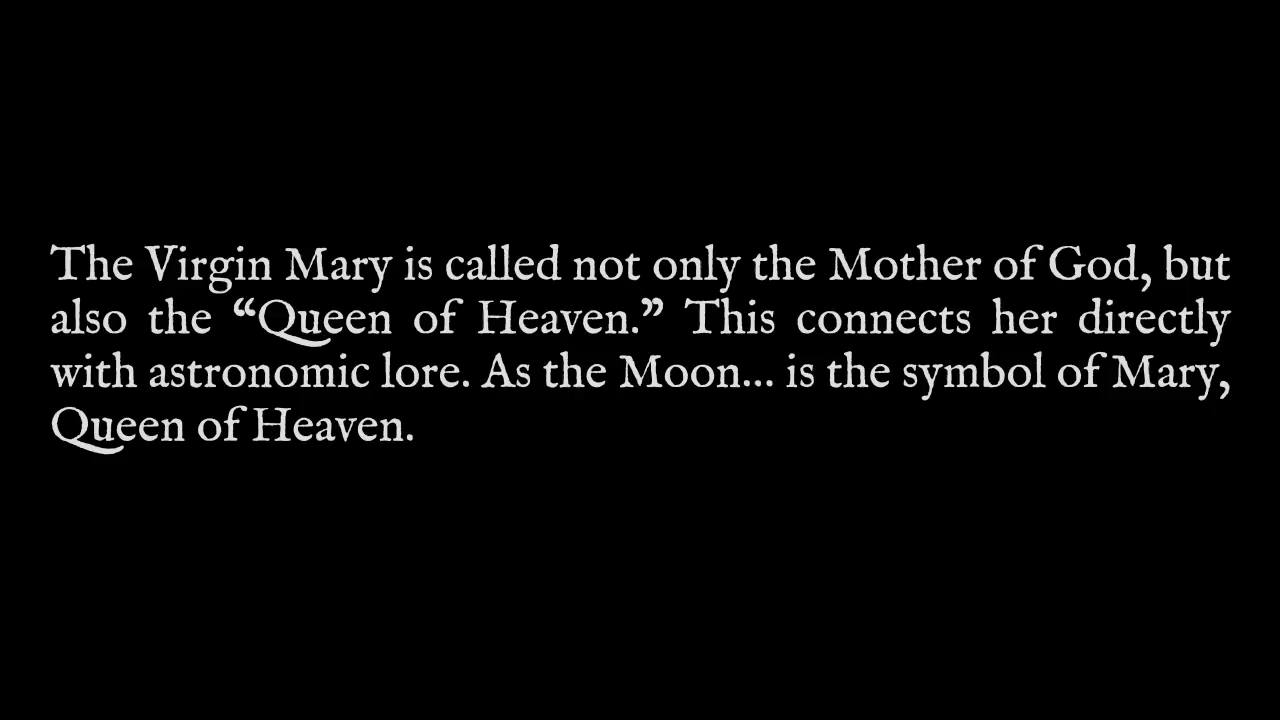 The Virgin Mary is called not only the Mother of God, but
also the “Queen of Heaven.” This connects her directly
with astronomic lore. As the Moon... is the symbol of Mary,
Queen of Heaven.